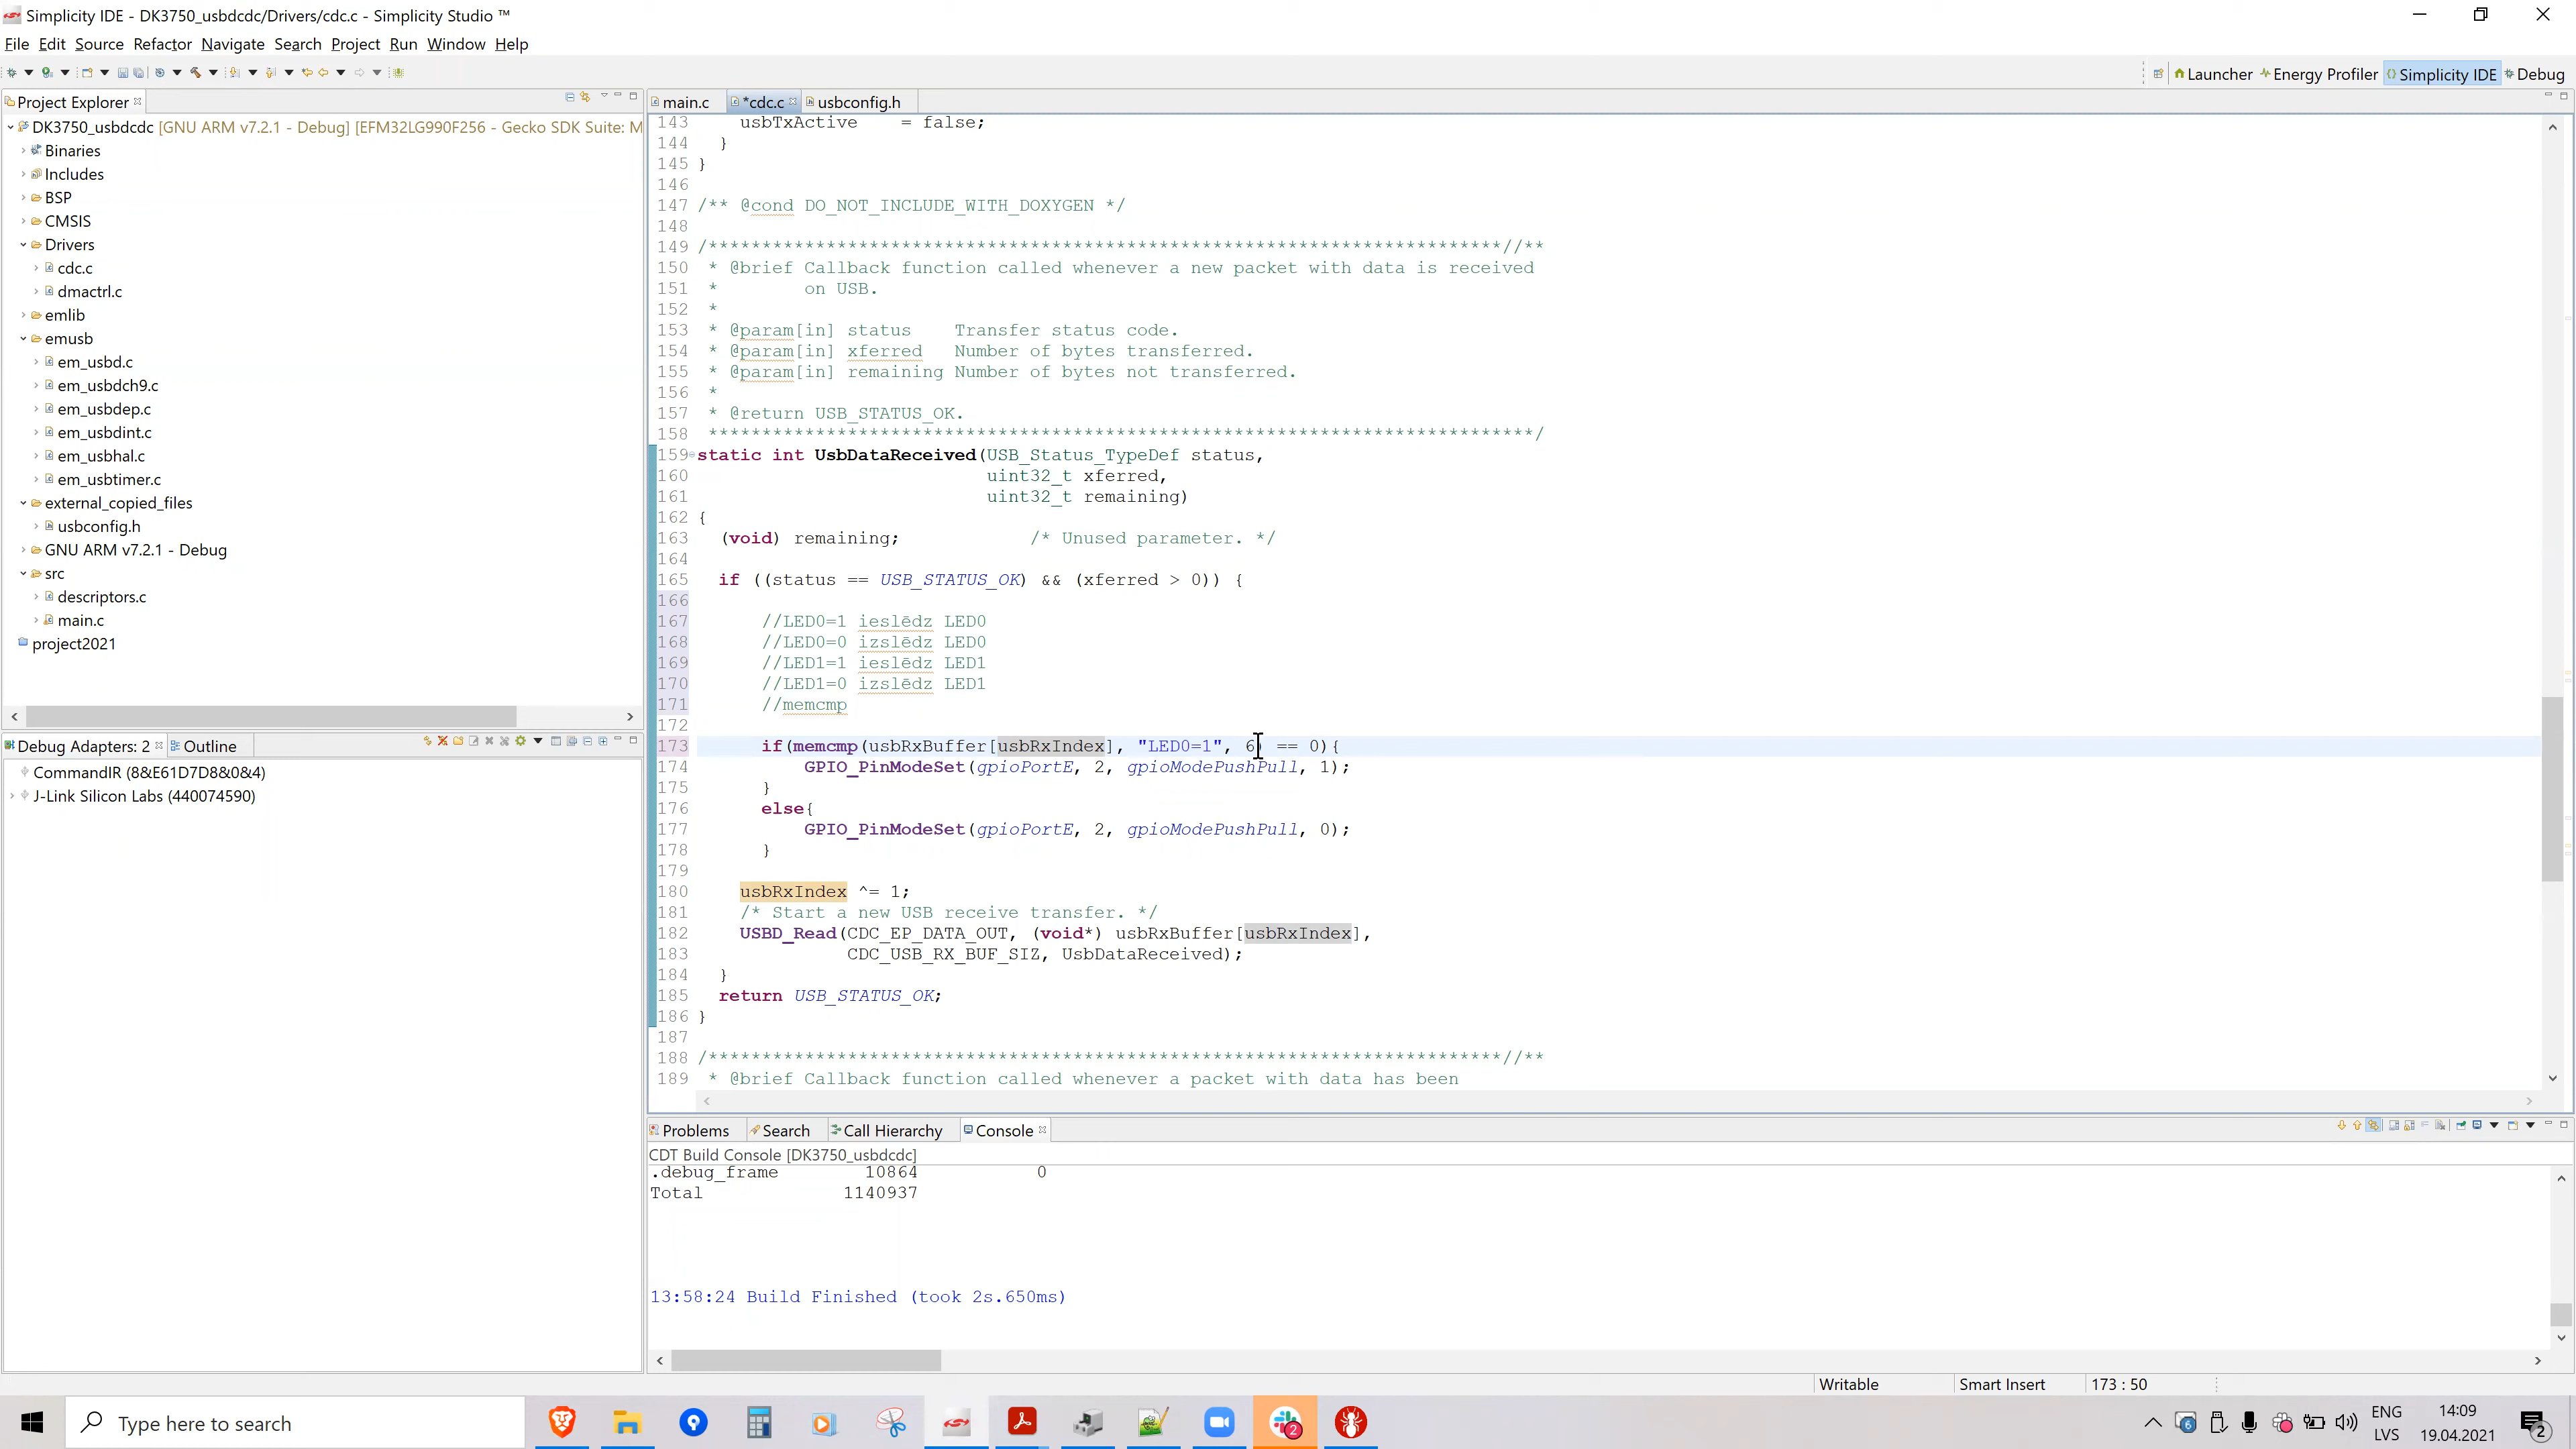 Simplicity IDE - DK3750_usbdcdc/Drivers/cdc.c - Simplicity Studio ™
File Edit Source Refactor Navigate Search Project Run Window Help
Launcher Energy Profiler Simplicity IDE Debug
Project Explorer
main.c *cdc.c usbconfig.h
DK3750_usbdcdc [GNU ARM v7.2.1 - Debug] [EFM32LG990F256 - Gecko SDK Suite: M
Binaries
Includes
BSP
CMSIS
Drivers
cdc.c
dmactrl.c
emlib
emusb
em_usbd.c
em_usbdch9.c
em_usbdep.c
em_usbdint.c
em_usbhal.c
em_usbtimer.c
external_copied_files
usbconfig.h
GNU ARM v7.2.1 - Debug
src
descriptors.c
main.c
project2021
Debug Adapters: 2 Outline
CommandIR (8&E61D7D8&0&4)
J-Link Silicon Labs (440074590)
143 usbTxActive = false;
144 }
145 }
146
147 /** @cond DO_NOT_INCLUDE_WITH_DOXYGEN */
148
149 /**************************************************************************//**
150 * @brief Callback function called whenever a new packet with data is received
151 * on USB.
152 *
153 * @param[in] status Transfer status code.
154 * @param[in] xferred Number of bytes transferred.
155 * @param[in] remaining Number of bytes not transferred.
156 *
157 * @return USB_STATUS_OK.
158 *****************************************************************************/
159 static int UsbDataReceived(USB_Status_TypeDef status,
160 uint32_t xferred,
161 uint32_t remaining)
162 {
163 (void) remaining; /* Unused parameter. */
164
165 if ((status == USB_STATUS_OK) && (xferred > 0)) {
166
167 //LED0=1 ieslēdz LED0
168 //LED0=0 izslēdz LED0
169 //LED1=1 ieslēdz LED1
170 //LED1=0 izslēdz LED1
171 //memcmp
172
173 if(memcmp(usbRxBuffer[usbRxIndex], "LED0=1", 6) == 0){
174 GPIO_PinModeSet(gpioPortE, 2, gpioModePushPull, 1);
175 }
176 else{
177 GPIO_PinModeSet(gpioPortE, 2, gpioModePushPull, 0);
178 }
179
180 usbRxIndex ^= 1;
181 /* Start a new USB receive transfer. */
182 USBD_Read(CDC_EP_DATA_OUT, (void*) usbRxBuffer[usbRxIndex],
183 CDC_USB_RX_BUF_SIZ, UsbDataReceived);
184 }
185 return USB_STATUS_OK;
186 }
187
188 /**************************************************************************//**
189 * @brief Callback function called whenever a packet with data has been
Problems Search Call Hierarchy Console
CDT Build Console [DK3750_usbdcdc]
.debug_frame 10864 0
Total 1140937
13:58:24 Build Finished (took 2s.650ms)
Writable Smart Insert 173 : 50
Type here to search
2
6
ENG
LVS
14:09
19.04.2021
2